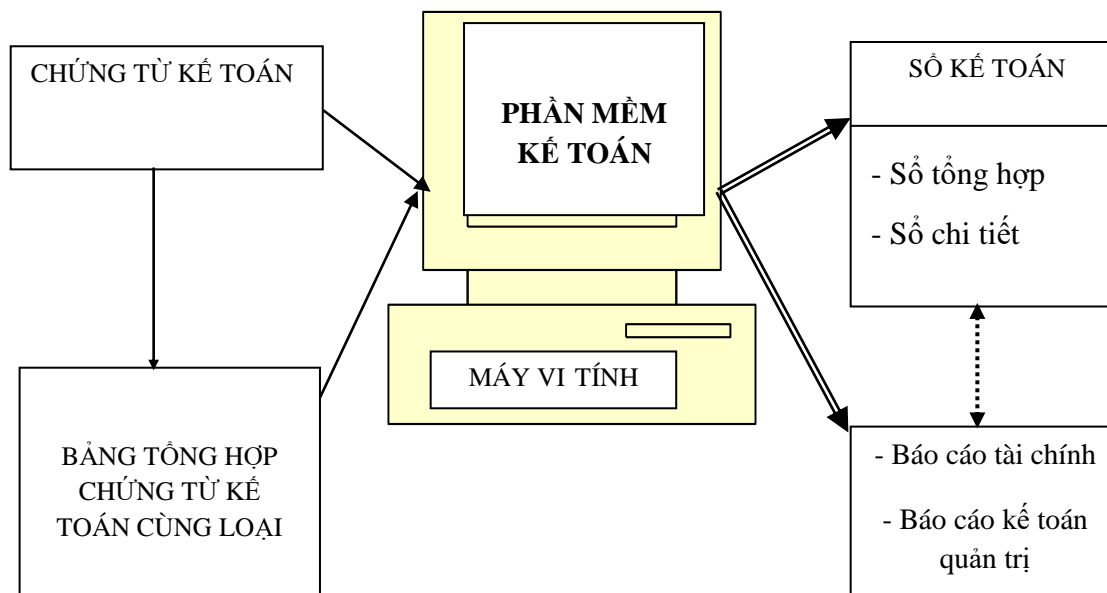 CHỨNG TỪ KẾ TOÁN
BẢNG TỔNG HỢP
CHỨNG TỪ KẾ
TOÁN CÙNG LOẠI
PHẦN MỀM
KẾ TOÁN
MÁY VI TÍNH
SỔ KẾ TOÁN
- Sổ tổng hợp
- Sổ chi tiết
- Báo cáo tài chính
- Báo cáo kế toán
quản trị